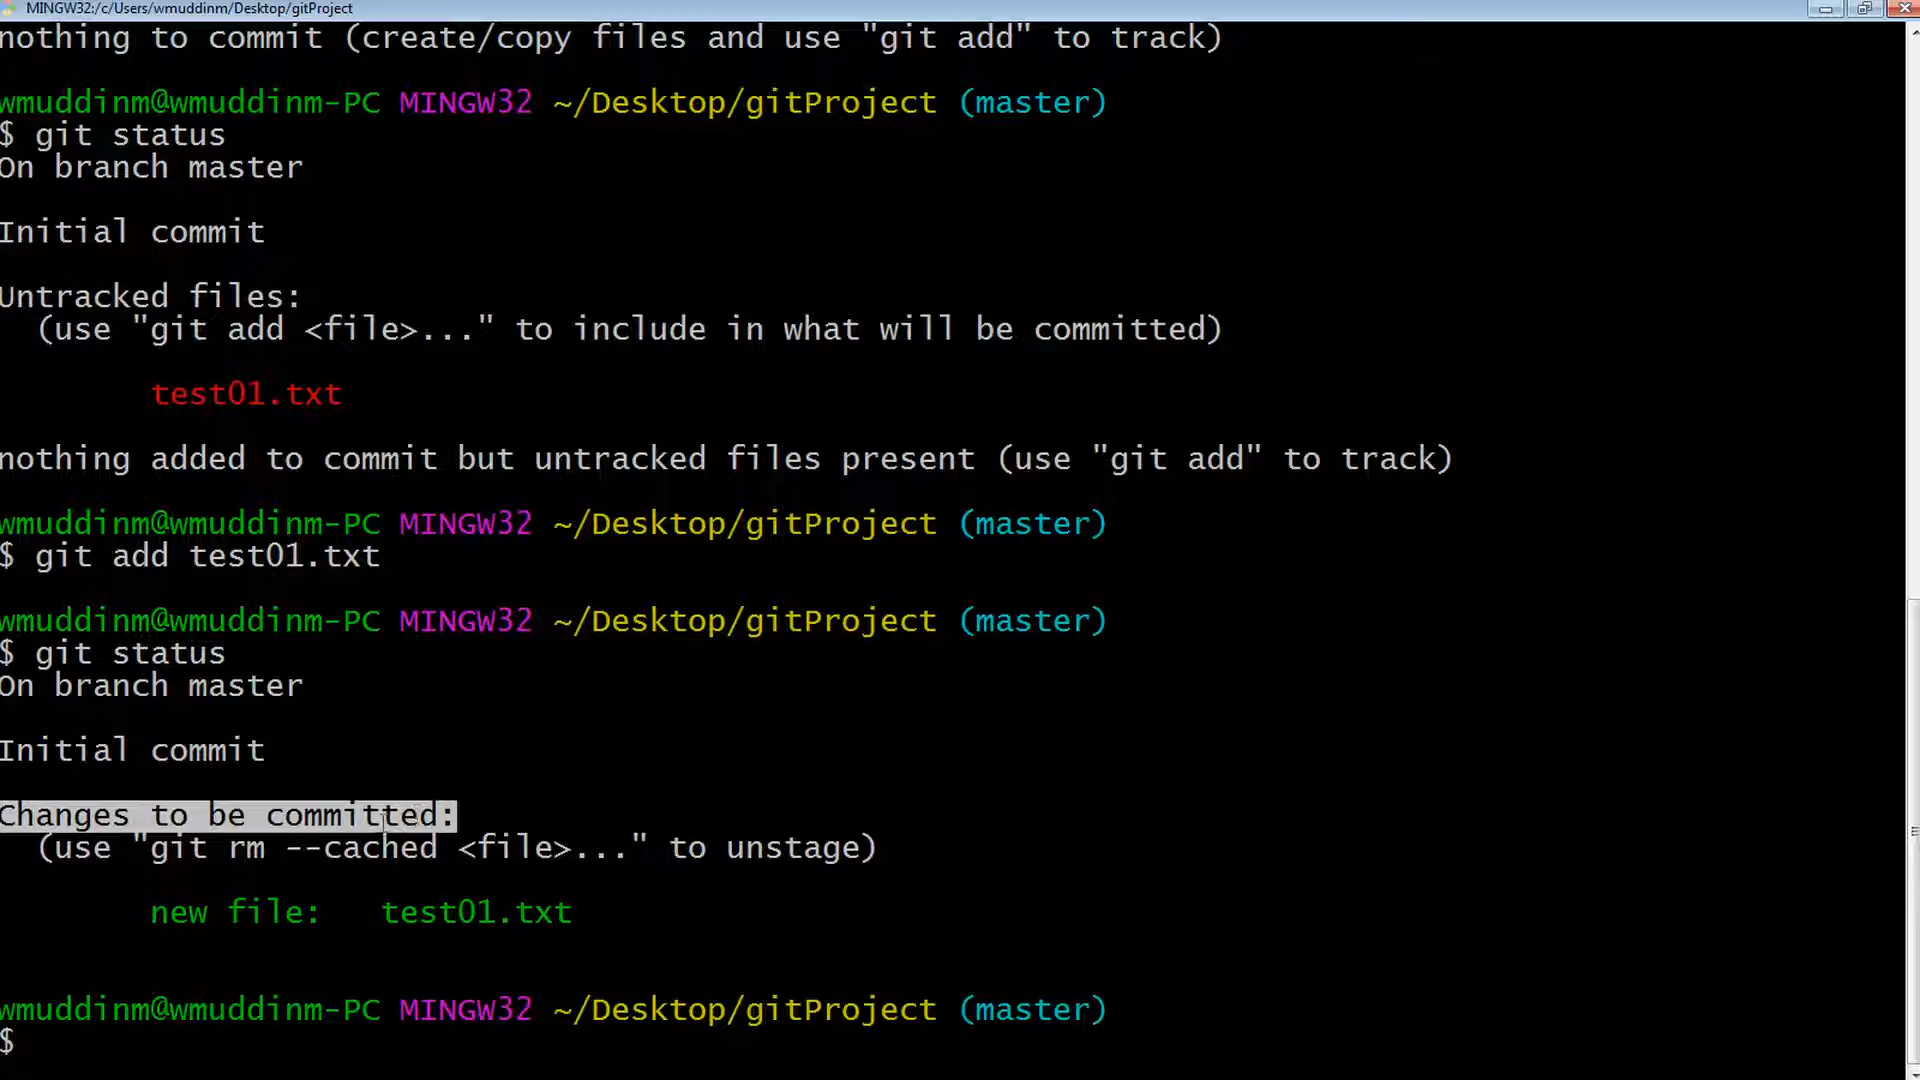 MINGW32:/c/Users/wmuddinm/Desktop/gitProject
nothing to commit (create/copy files and use "git add" to track)
wmuddinm@wmuddinm-PC MINGW32 ~/Desktop/gitProject (master)
$ git status
On branch master
Initial commit
Untracked files:
(use "git add <file>..." to include in what will be committed)
test01.txt
nothing added to commit but untracked files present (use "git add" to track)
wmuddinm@wmuddinm-PC MINGW32 ~/Desktop/gitProject (master)
$ git add test01.txt
wmuddinm@wmuddinm-PC MINGW32 ~/Desktop/gitProject (master)
$ git status
On branch master
Initial commit
Changes to be committed:
(use "git rm --cached <file>..." to unstage)
new file: test01.txt
wmuddinm@wmuddinm-PC MINGW32 ~/Desktop/gitProject (master)
$